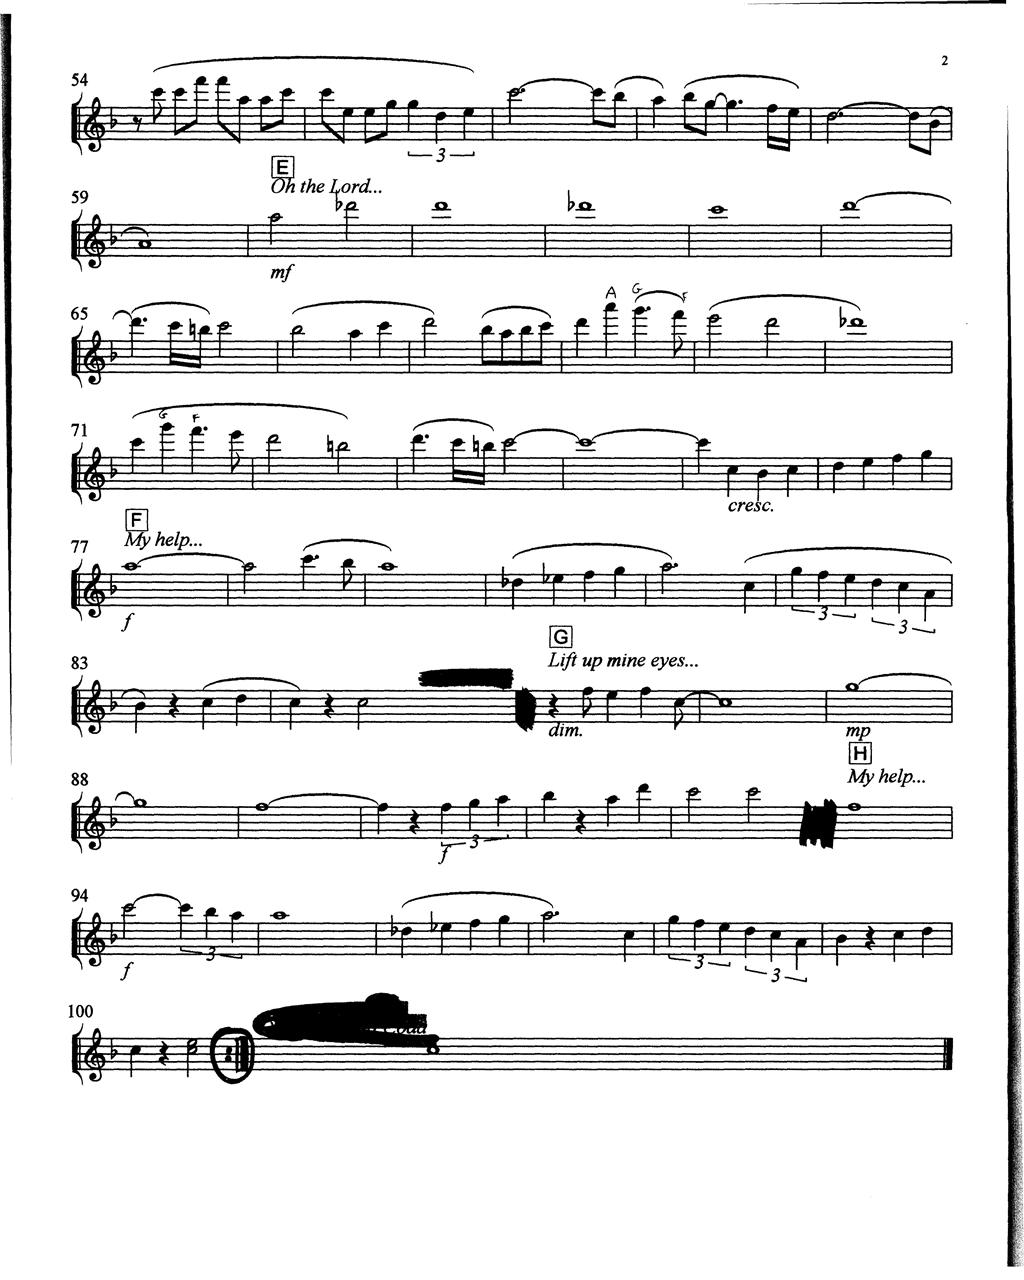 2
54
3
E
Oh the Lord...
59
mf
65
A G F
71
G F
cresc.
F
My help...
77
f
3 3
G
Lift up mine eyes...
83
dim.
mp
H
My help...
88
3
f
94
3
f
3 3
100
Coda